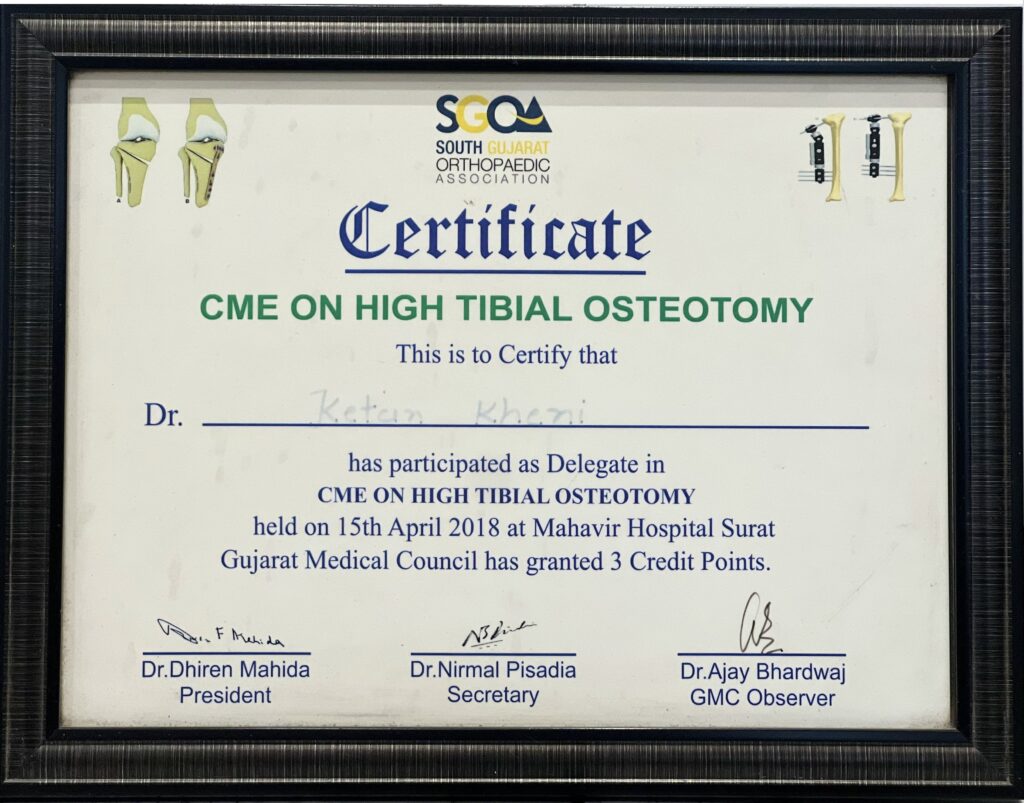 SGOA
SOUTH GUJARAT
ORTHOPAEDIC
ASSOCIATION
A B
Certificate
CME ON HIGH TIBIAL OSTEOTOMY
This is to Certify that
Dr. Ketan Kheni
has participated as Delegate in
CME ON HIGH TIBIAL OSTEOTOMY
held on 15th April 2018 at Mahavir Hospital Surat
Gujarat Medical Council has granted 3 Credit Points.
F Mahida
Dr.Dhiren Mahida Dr.Nirmal Pisadia Dr.Ajay Bhardwaj
President Secretary GMC Observer